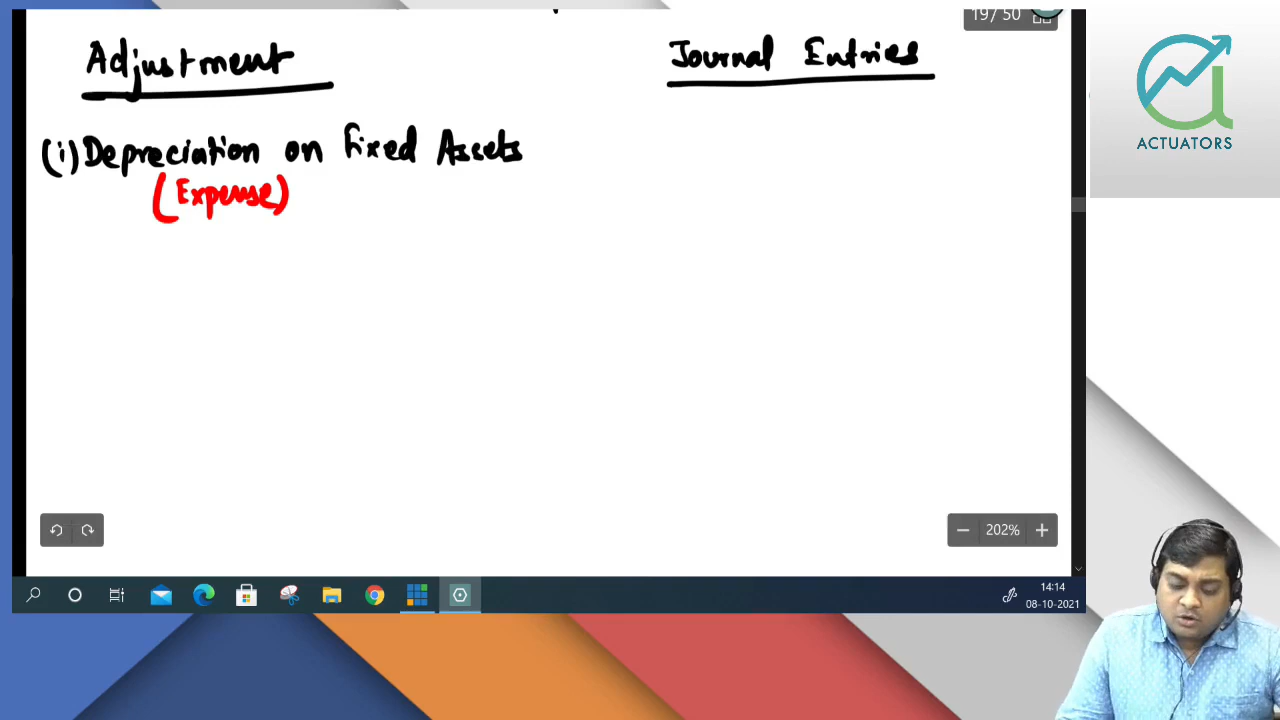 19/ 50
Adjustment
Journal Entries
(i) Depreciation on Fixed Assets
(Expense)
ACTUATORS
202%
14:14
08-10-2021